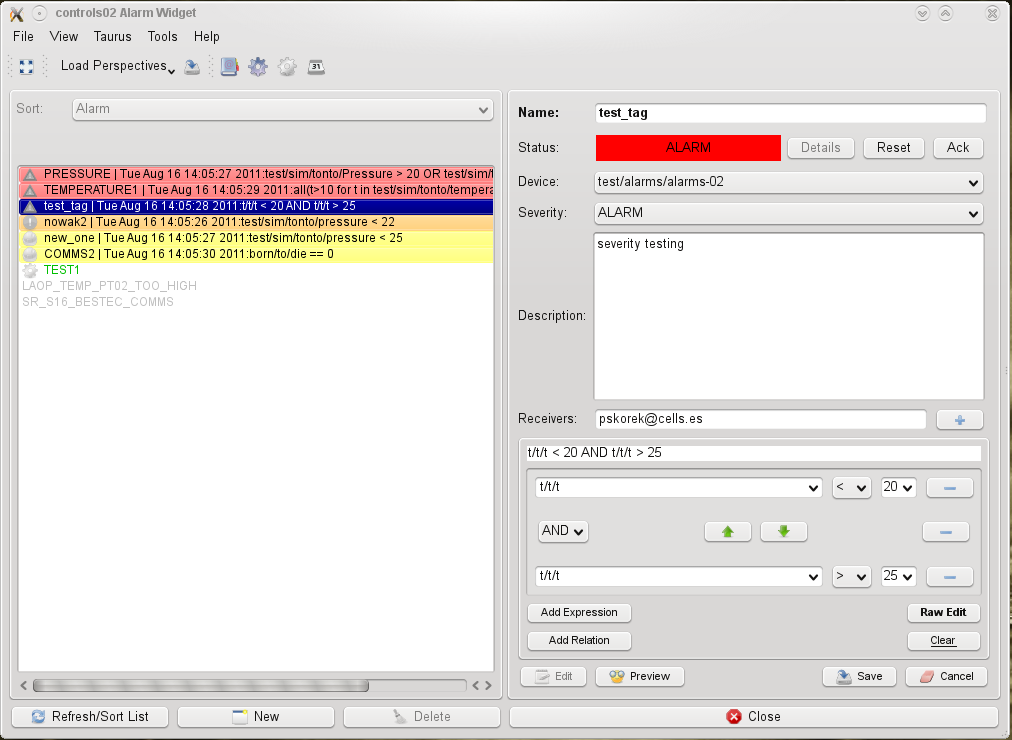 controls02 Alarm Widget
File View Taurus Tools Help
Load Perspectives
31
Sort: Alarm
PRESSURE | Tue Aug 16 14:05:27 2011:test/sim/tonto/Pressure > 20 OR test/sim/t
TEMPERATURE1 | Tue Aug 16 14:05:29 2011:all(t>10 for t in test/sim/tonto/tempera
test_tag | Tue Aug 16 14:05:28 2011:t/t/t < 20 AND t/t/t > 25
nowak2 | Tue Aug 16 14:05:26 2011:test/sim/tonto/pressure < 22
new_one | Tue Aug 16 14:05:27 2011:test/sim/tonto/pressure < 25
COMMS2 | Tue Aug 16 14:05:30 2011:born/to/die == 0
TEST1
LAOP_TEMP_PT02_TOO_HIGH
SR_S16_BESTEC_COMMS
Name: test_tag
Status: ALARM Details Reset Ack
Device: test/alarms/alarms-02
Severity: ALARM
severity testing
Description:
Receivers: pskorek@cells.es
t/t/t < 20 AND t/t/t > 25
t/t/t < 20
AND
t/t/t > 25
Add Expression Raw Edit
Add Relation Clear
Edit Preview Save Cancel
Refresh/Sort List New Delete Close